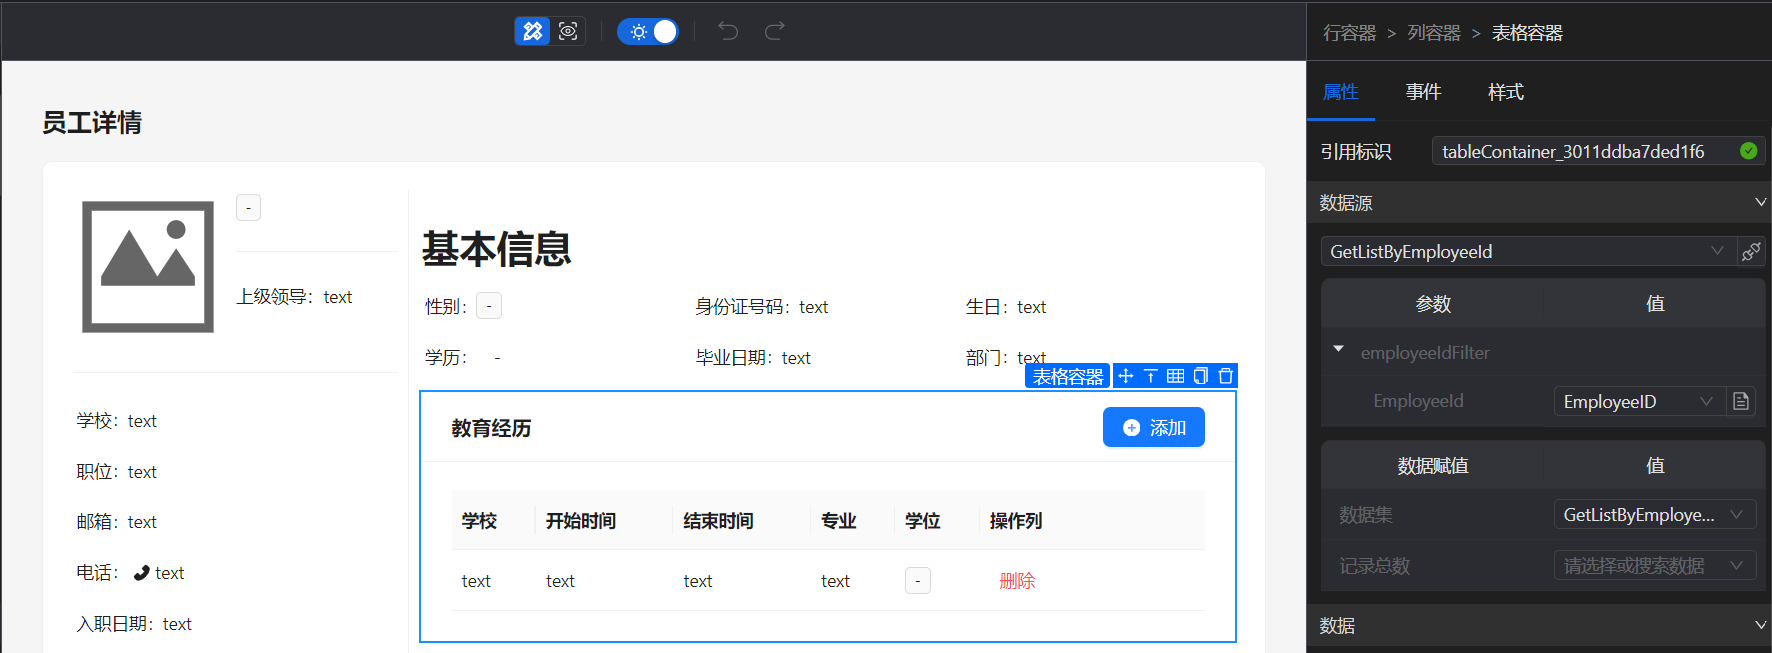 行容器 > 列容器 > 表格容器
属性 事件 样式
引用标识 tableContainer_3011ddba7ded1f6
数据源
GetListByEmployeeId
参数 值
employeeIdFilter
EmployeeId EmployeeID
数据赋值 值
数据集 GetListByEmploye...
记录总数 请选择或搜索数据
数据
员工详情
-
上级领导：text
学校：text
职位：text
邮箱：text
电话： text
入职日期：text
基本信息
性别： - 身份证号码：text 生日：text
学历： - 毕业日期：text 部门：text
表格容器
教育经历 添加
学校 开始时间 结束时间 专业 学位 操作列
text text text text - 删除